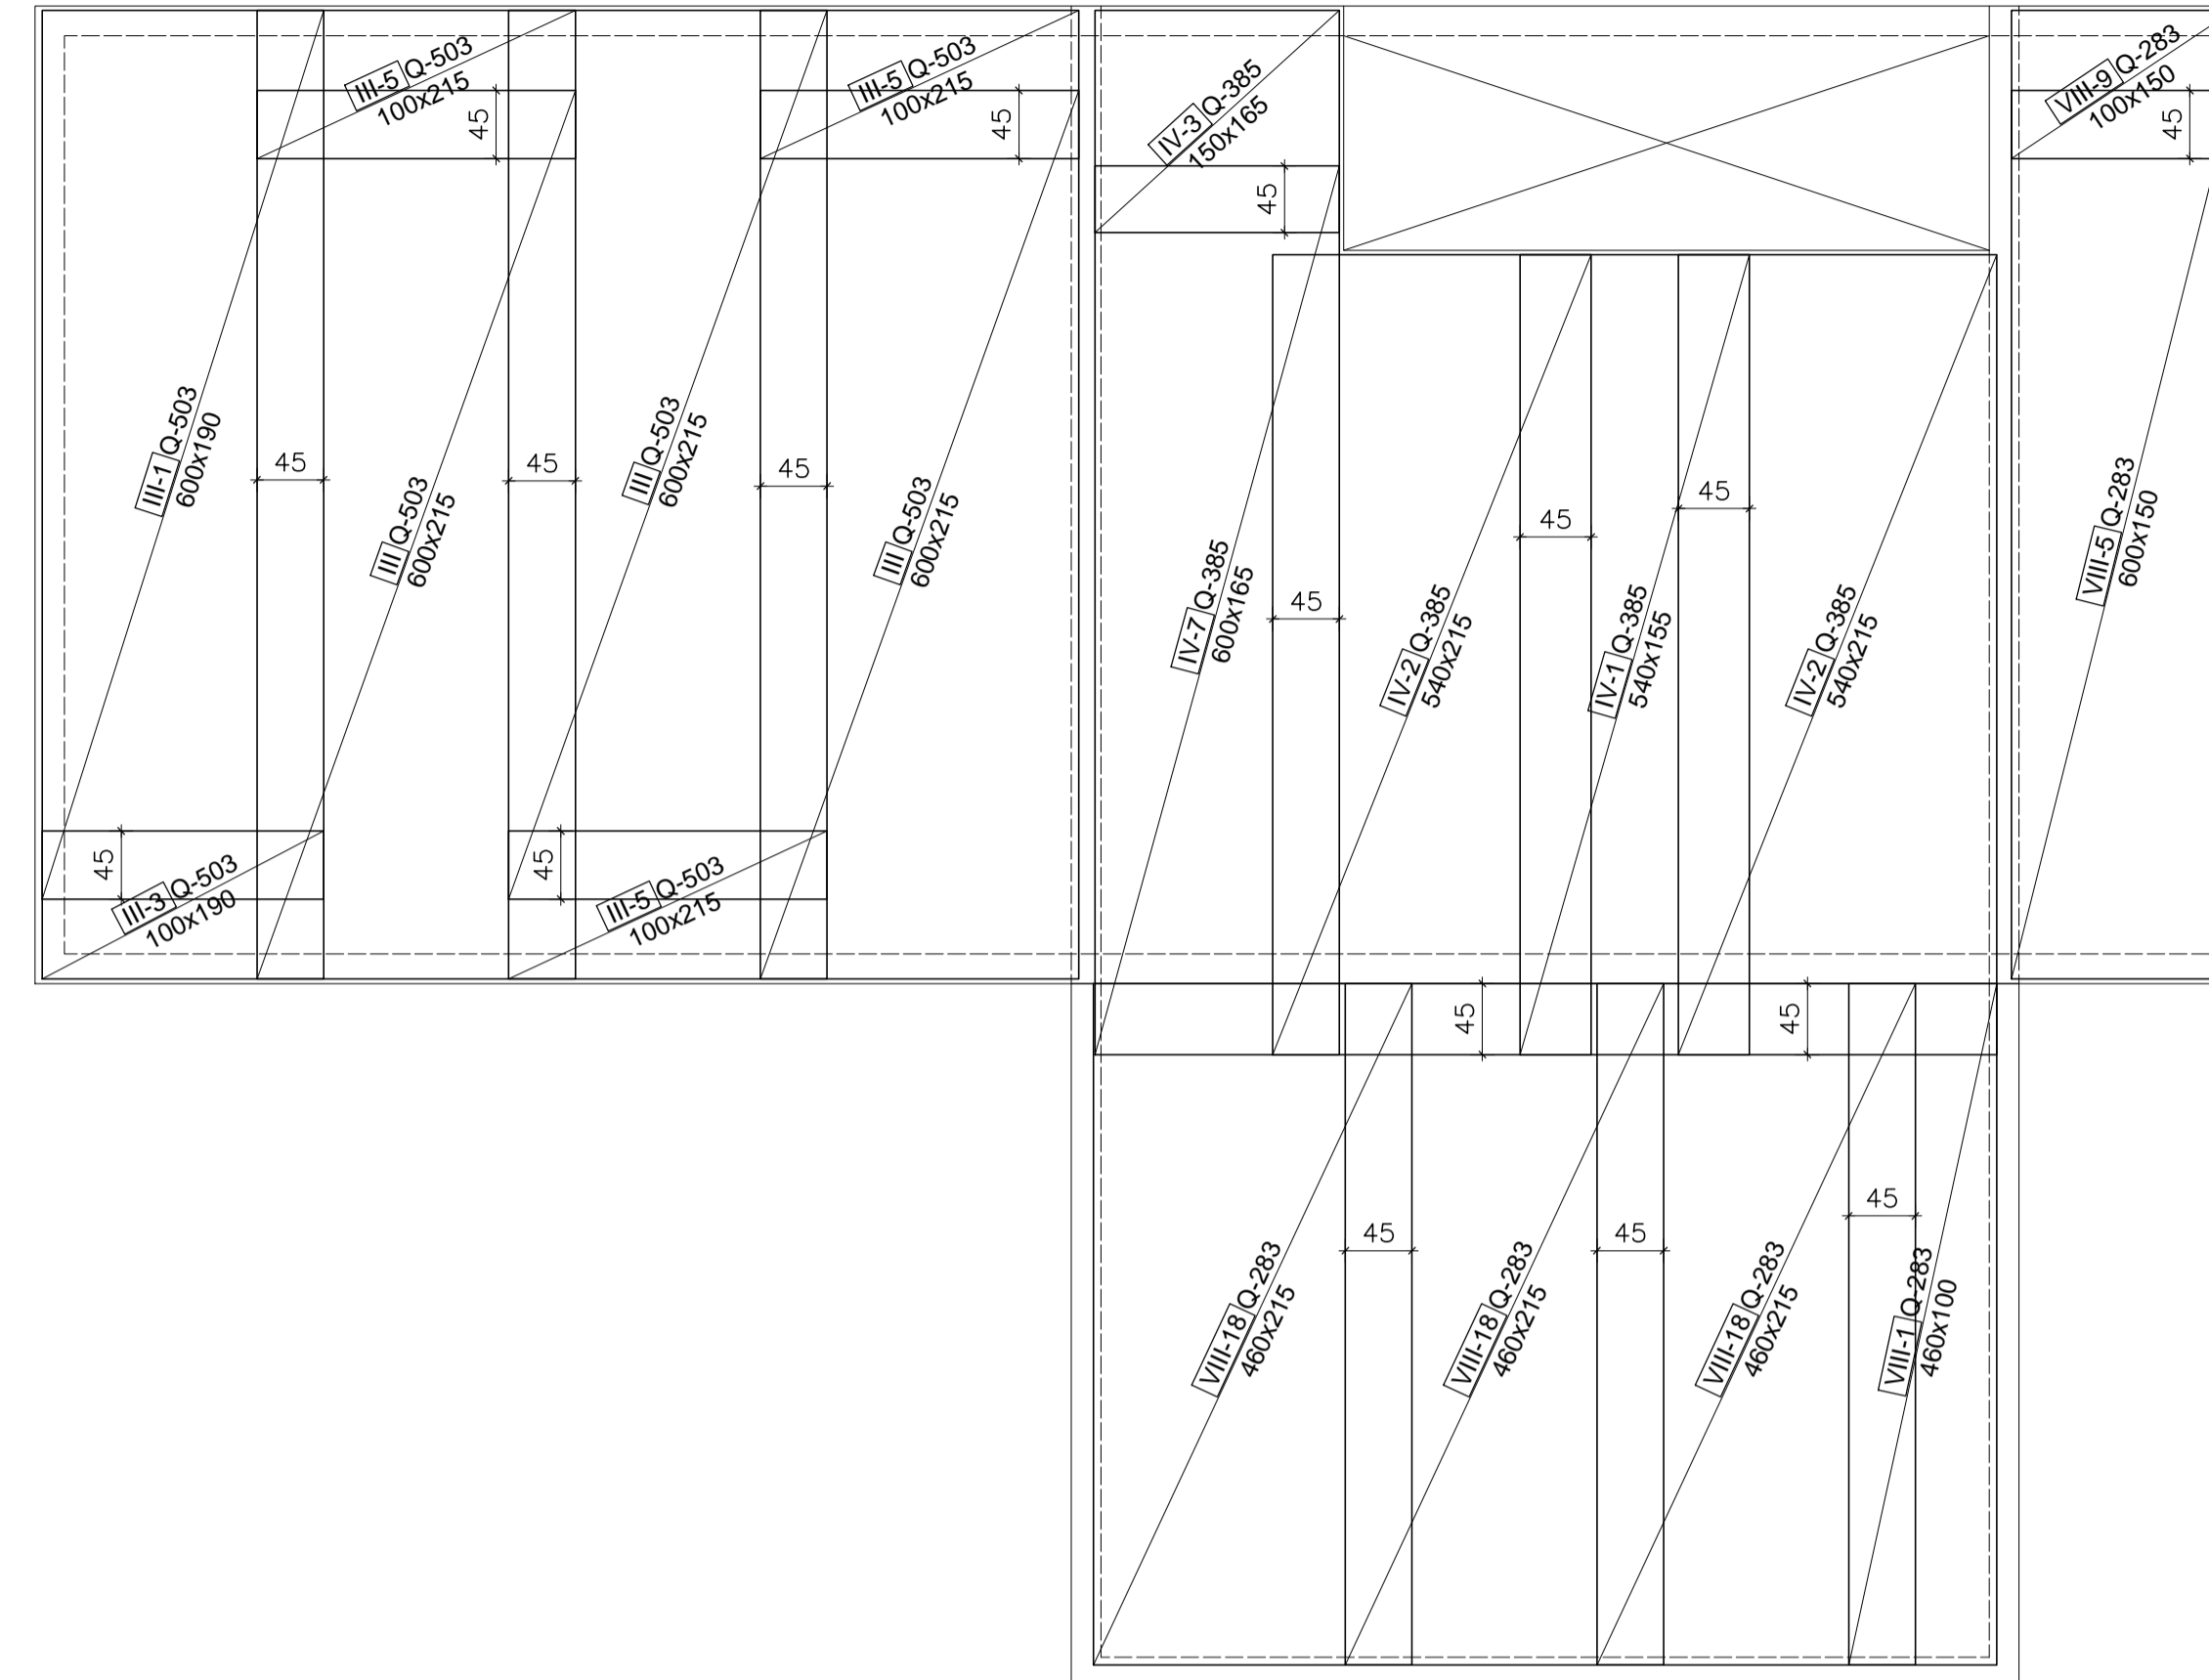 III-5 Q-503
100x215
45
III-5 Q-503
100x215
45
IV-3 Q-385
150x165
45
VIII-9 Q-283
100x150
45
III-1 Q-503
600x190
45
III Q-503
600x215
45
III Q-503
600x215
45
III Q-503
600x215
IV-7 Q-385
600x165
45
IV-2 Q-385
540x215
45
IV-1 Q-385
540x155
45
IV-2 Q-385
540x215
VIII-5 Q-283
600x150
45
III-3 Q-503
100x190
45
III-5 Q-503
100x215
45
45
VIII-18 Q-283
460x215
45
VIII-18 Q-283
460x215
45
VIII-18 Q-283
460x215
45
VIII-1 Q-283
460x100